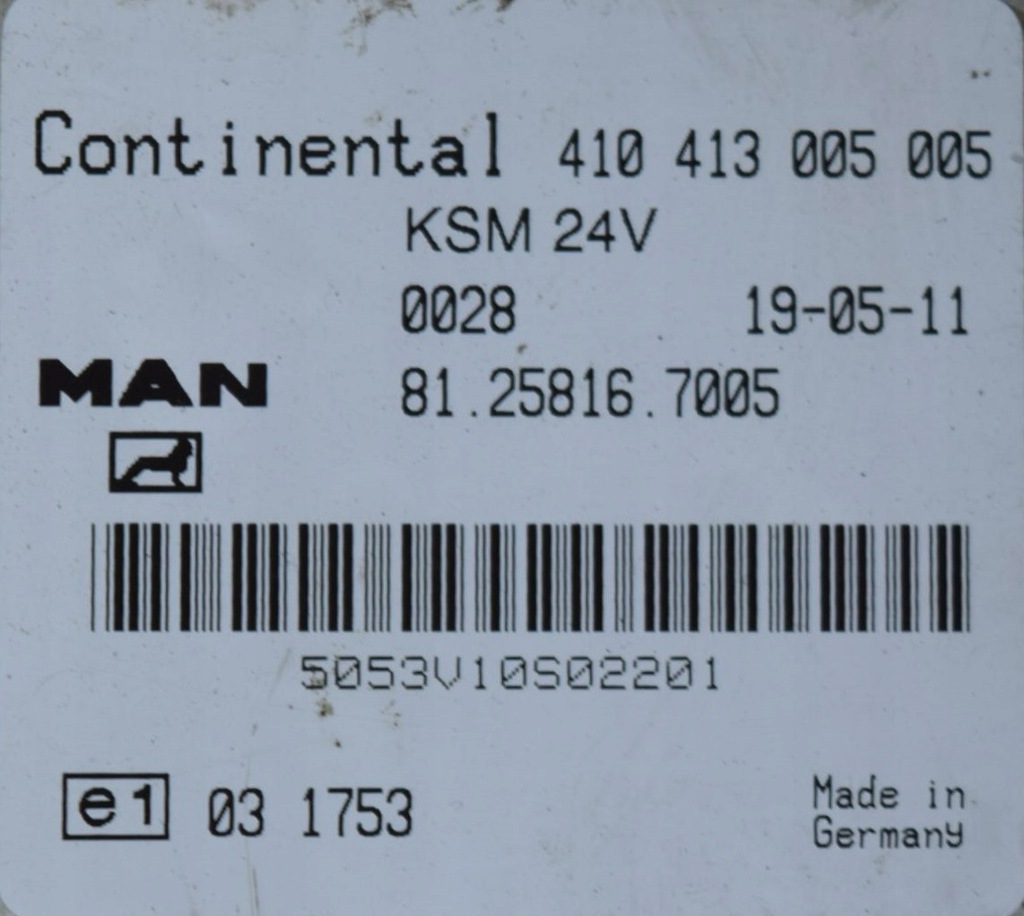 Continental 410 413 005 005
KSM 24V
0028 19-05-11
MAN 81.25816.7005
5053V10S02201
e1 03 1753
Made in
Germany